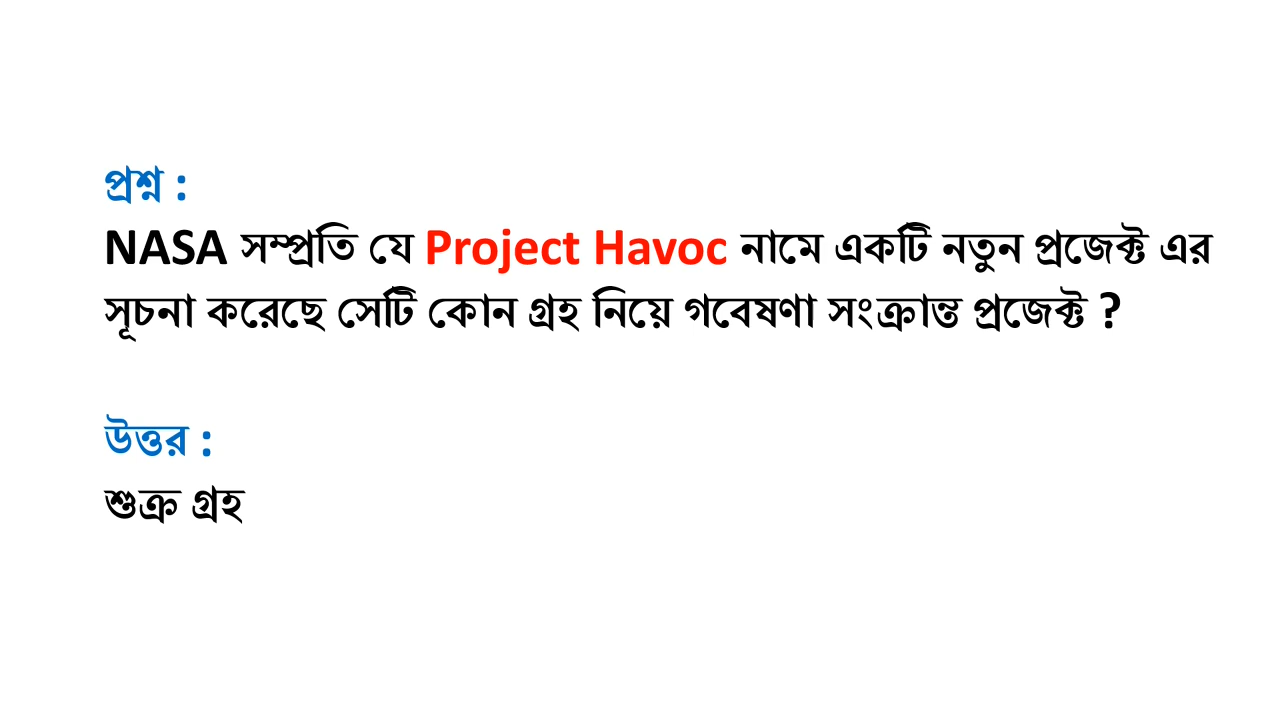 প্রশ্ন :
NASA সম্প্রতি যে Project Havoc নামে একটি নতুন প্রজেক্ট এর
সূচনা করেছে সেটি কোন গ্রহ নিয়ে গবেষণা সংক্রান্ত প্রজেক্ট ?
উত্তর :
শুক্র গ্রহ